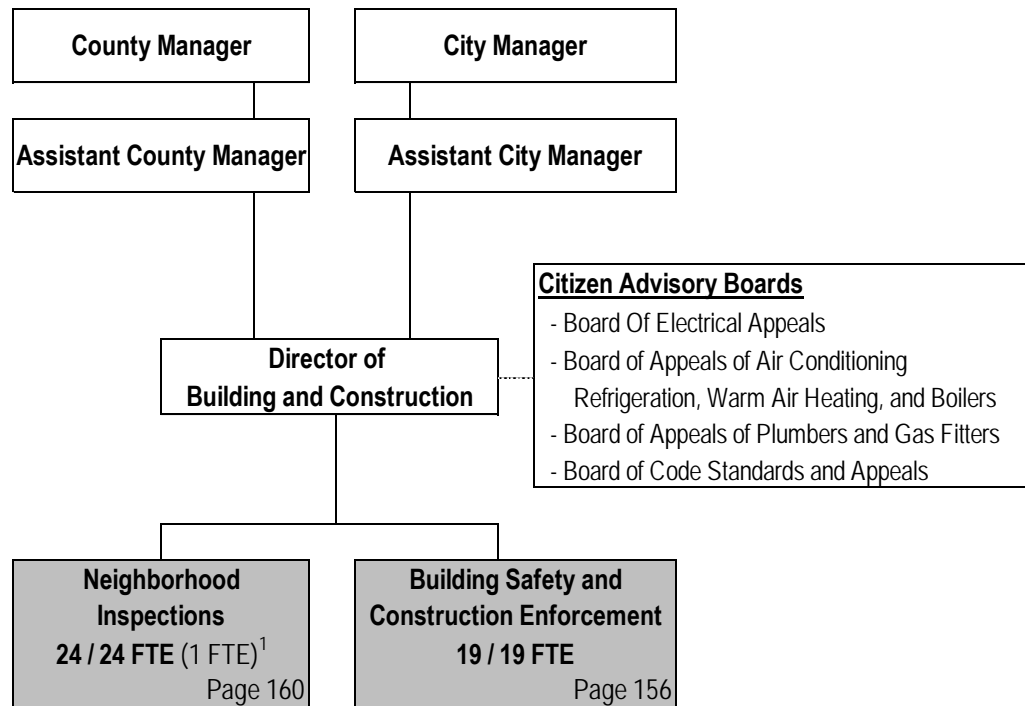 County Manager
City Manager
Assistant County Manager
Assistant City Manager
Director of
Building and Construction
Citizen Advisory Boards
- Board Of Electrical Appeals
- Board of Appeals of Air Conditioning
Refrigeration, Warm Air Heating, and Boilers
- Board of Appeals of Plumbers and Gas Fitters
- Board of Code Standards and Appeals
Neighborhood
Inspections
24 / 24 FTE (1 FTE)¹
Page 160
Building Safety and
Construction Enforcement
19 / 19 FTE
Page 156